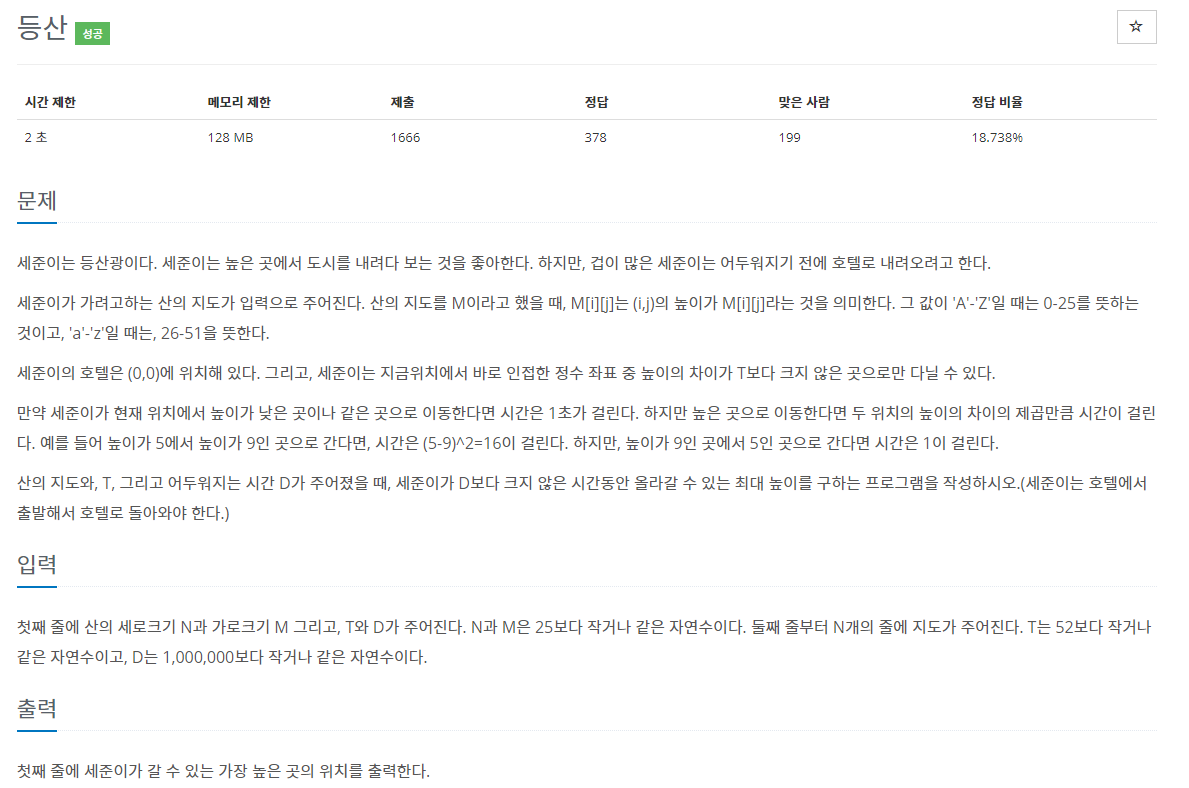 등산 성공
☆
시간 제한 메모리 제한 제출 정답 맞은 사람 정답 비율
2 초 128 MB 1666 378 199 18.738%
문제
세준이는 등산광이다. 세준이는 높은 곳에서 도시를 내려다 보는 것을 좋아한다. 하지만, 겁이 많은 세준이는 어두워지기 전에 호텔로 내려오려고 한다.
세준이가 가려고하는 산의 지도가 입력으로 주어진다. 산의 지도를 M이라고 했을 때, M[i][j]는 (i,j)의 높이가 M[i][j]라는 것을 의미한다. 그 값이 'A'-'Z'일 때는 0-25를 뜻하는
것이고, 'a'-'z'일 때는, 26-51을 뜻한다.
세준이의 호텔은 (0,0)에 위치해 있다. 그리고, 세준이는 지금위치에서 바로 인접한 정수 좌표 중 높이의 차이가 T보다 크지 않은 곳으로만 다닐 수 있다.
만약 세준이가 현재 위치에서 높이가 낮은 곳이나 같은 곳으로 이동한다면 시간은 1초가 걸린다. 하지만 높은 곳으로 이동한다면 두 위치의 높이의 차이의 제곱만큼 시간이 걸린
다. 예를 들어 높이가 5에서 높이가 9인 곳으로 간다면, 시간은 (5-9)^2=16이 걸린다. 하지만, 높이가 9인 곳에서 5인 곳으로 간다면 시간은 1이 걸린다.
산의 지도와, T, 그리고 어두워지는 시간 D가 주어졌을 때, 세준이가 D보다 크지 않은 시간동안 올라갈 수 있는 최대 높이를 구하는 프로그램을 작성하시오.(세준이는 호텔에서
출발해서 호텔로 돌아와야 한다.)
입력
첫째 줄에 산의 세로크기 N과 가로크기 M 그리고, T와 D가 주어진다. N과 M은 25보다 작거나 같은 자연수이다. 둘째 줄부터 N개의 줄에 지도가 주어진다. T는 52보다 작거나
같은 자연수이고, D는 1,000,000보다 작거나 같은 자연수이다.
출력
첫째 줄에 세준이가 갈 수 있는 가장 높은 곳의 위치를 출력한다.